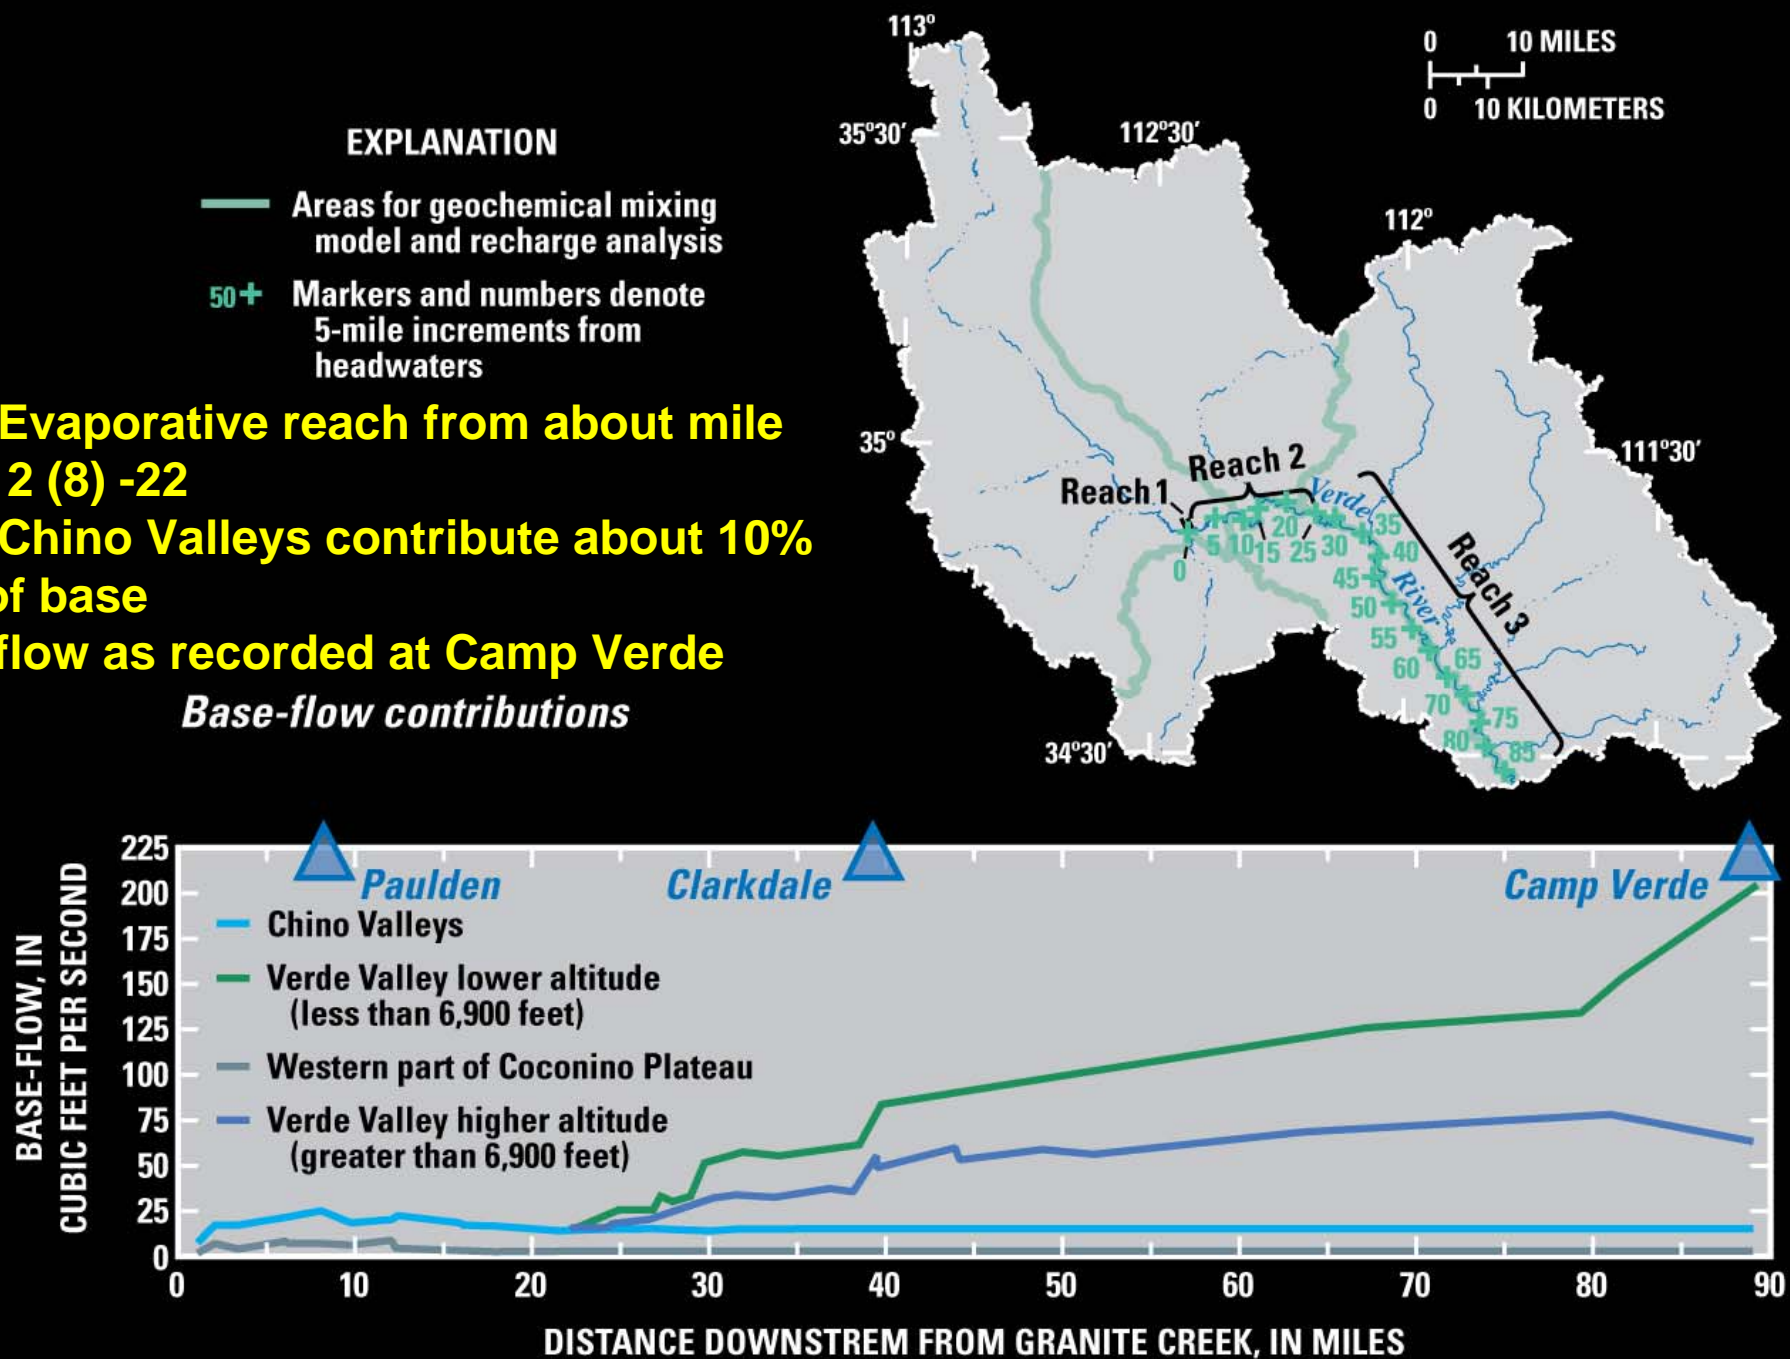 EXPLANATION
Areas for geochemical mixing
model and recharge analysis
50+ Markers and numbers denote
5-mile increments from
headwaters
Evaporative reach from about mile
2 (8) -22
Chino Valleys contribute about 10%
of base
flow as recorded at Camp Verde
Base-flow contributions
0 10 MILES
0 10 KILOMETERS
113°
35°30'
112°30'
112°
35°
111°30'
34°30'
Reach 1
Reach 2
Reach 3
Verde
River
0
5
10
15
20
25
30
35
40
45
50
55
60
65
70
75
80
85
BASE-FLOW, IN
CUBIC FEET PER SECOND
225
200
175
150
125
100
75
50
25
0
Paulden
Clarkdale
Camp Verde
Chino Valleys
Verde Valley lower altitude
(less than 6,900 feet)
Western part of Coconino Plateau
Verde Valley higher altitude
(greater than 6,900 feet)
0 10 20 30 40 50 60 70 80 90
DISTANCE DOWNSTREM FROM GRANITE CREEK, IN MILES